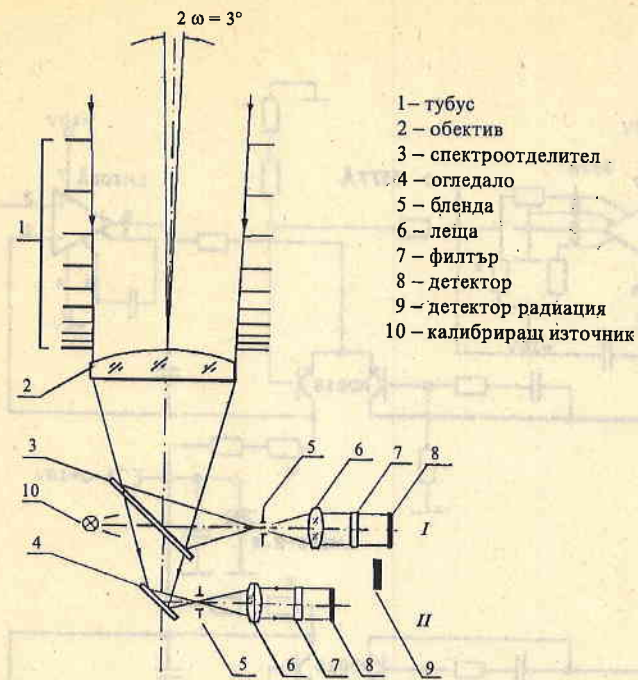 2 ω = 3°
1 – тубус
2 – обектив
3 – спектроотделител
4 – огледало
5 – бленда
6 – леща
7 – филтър
8 – детектор
9 – детектор радиация
10 – калибриращ източник
1
2
3
5
6
7
8
10
I
4
II
5
6
7
8
9